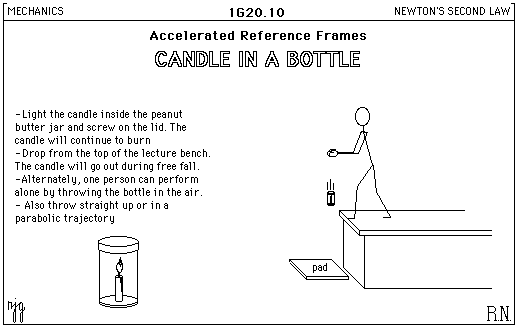 MECHANICS 1G20.10 NEWTON'S SECOND LAW
Accelerated Reference Frames
CANDLE IN A BOTTLE
- Light the candle inside the peanut
butter jar and screw on the lid. The
candle will continue to burn
- Drop from the top of the lecture bench.
The candle will go out during free fall.
-Alternately, one person can perform
alone by throwing the bottle in the air.
- Also throw straight up or in a
parabolic trajectory
pad
njg
R.N.